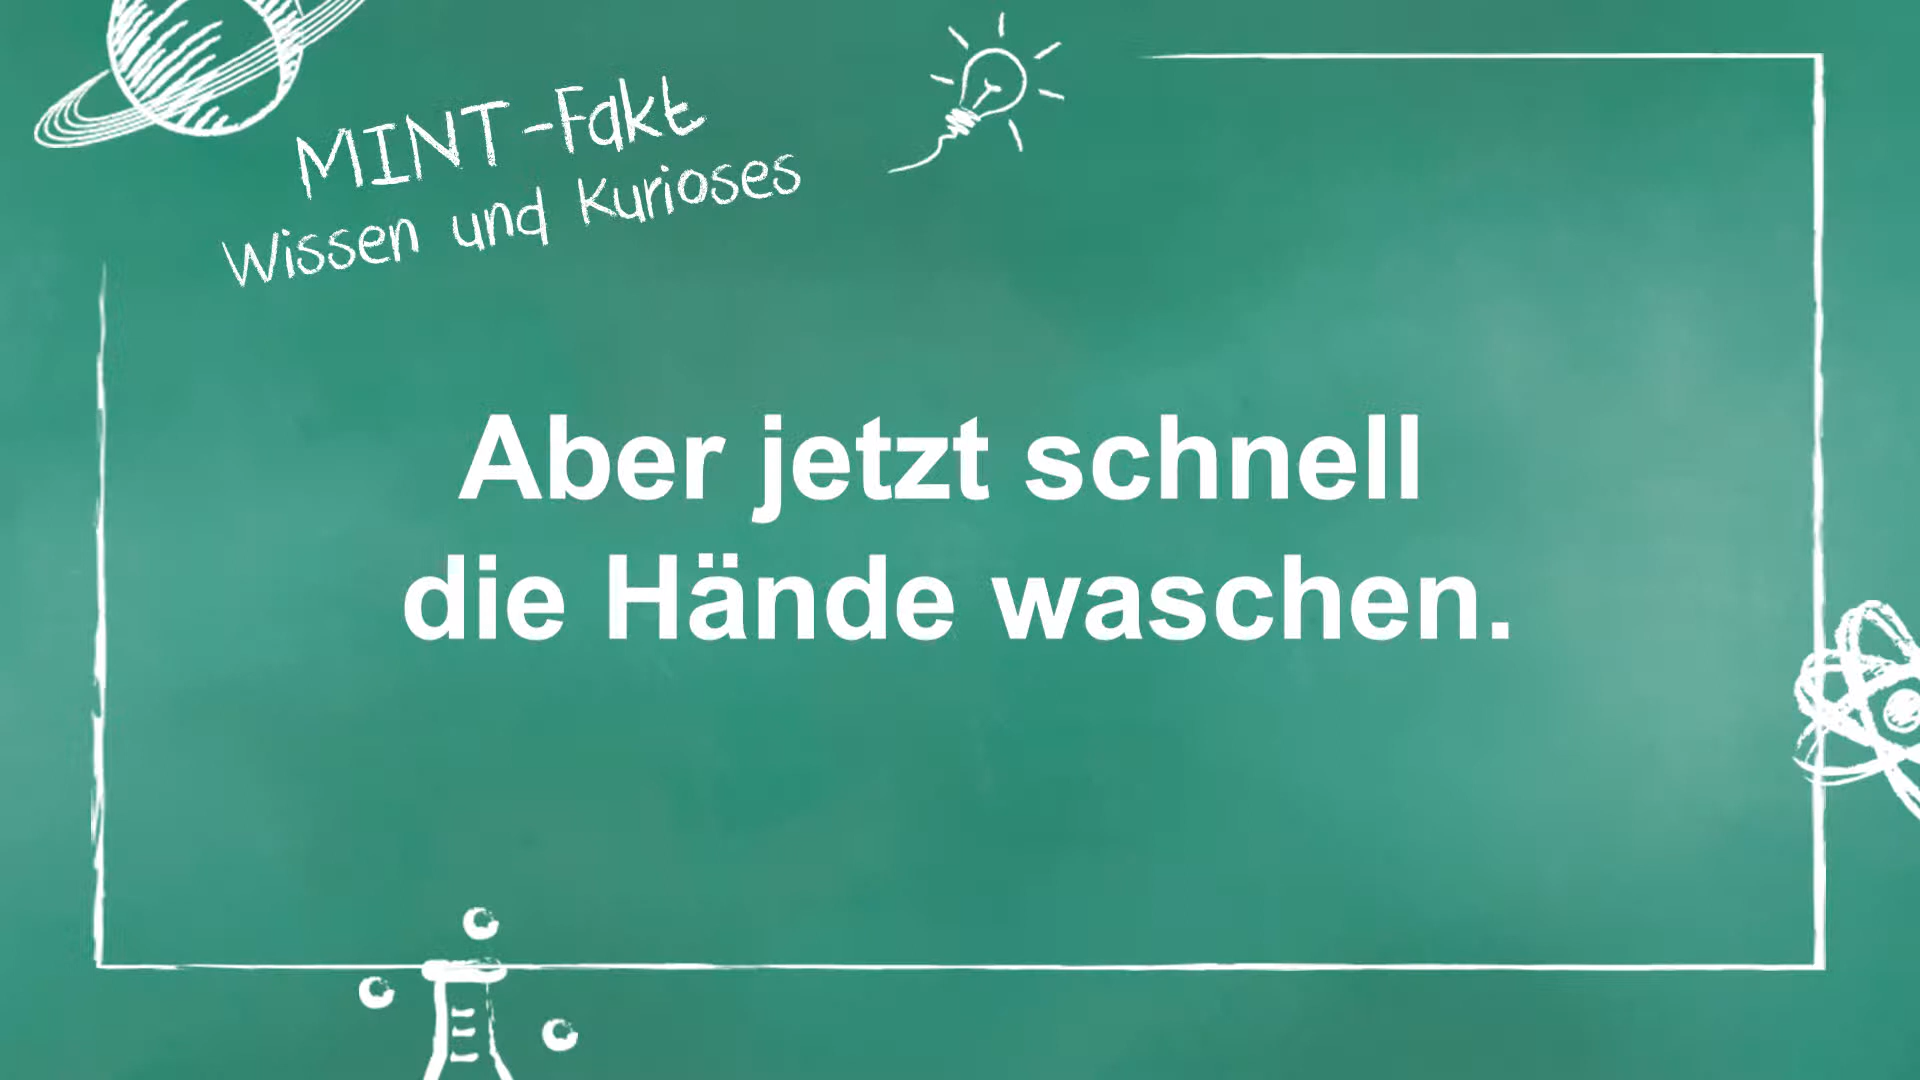 MINT-Fakt
Wissen und Kurioses
Aber jetzt schnell
die Hände waschen.